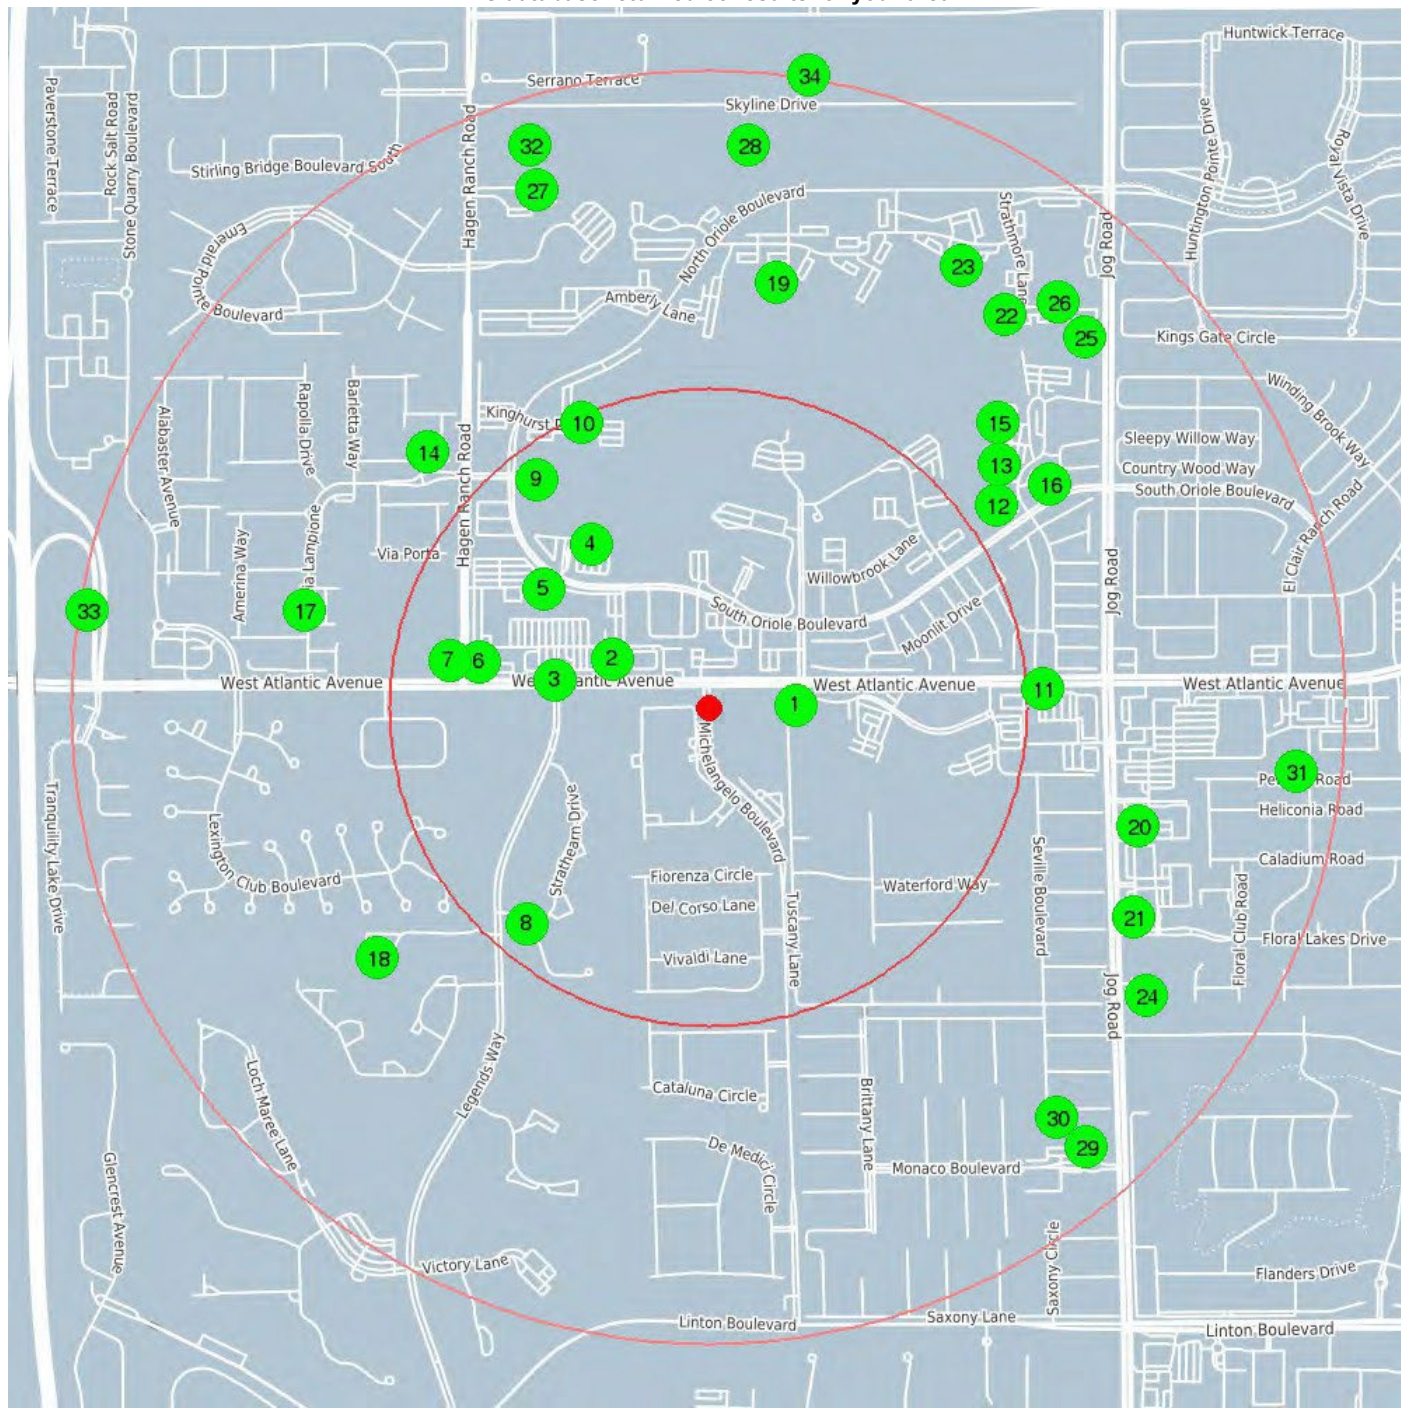 Huntwick Terrace
34
Serrano Terrace
Skyline Drive
Paverstone Terrace
Rock Salt Road
Stone Quarry Boulevard
Hagen Ranch Road
Huntington Pointe Drive
Royal Vista Drive
32
28
Stirling Bridge Boulevard South
27
North Oriole Boulevard
Strathmore Lane
Jog Road
Emerald Pointe Boulevard
23
19
Amberly Lane
26
22
25
Kings Gate Circle
Rapolla Drive
Barletta Way
Alabaster Avenue
Winding Brook Way
10
15
14
Hagen Ranch Road
9
13
Sleepy Willow Way
Country Wood Way
16
South Oriole Boulevard
12
El Clair Ranch Road
Amerina Way
Via Porta
4
Willowbrook Lane
Jog Road
5
33
17
South Oriole Boulevard
Moonlit Drive
7
6
2
West Atlantic Avenue
3
West Atlantic Avenue
11
West Atlantic Avenue
1
Michelangelo Boulevard
31
Heliconia Road
20
Tranquility Lake Drive
Lexington Club Boulevard
Strathearn Drive
Caladium Road
Fiorenza Circle
Waterford Way
Seville Boulevard
Del Corso Lane
Tuscany Lane
21
Floral Club Road
8
Floral Lakes Drive
18
Vivaldi Lane
24
Jog Road
Loch Maree Lane
Legends Way
Cataluna Circle
Brittany Lane
30
29
De Medici Circle
Monaco Boulevard
Glencrest Avenue
Victory Lane
Saxony Circle
Flanders Drive
Linton Boulevard
Saxony Lane
Linton Boulevard